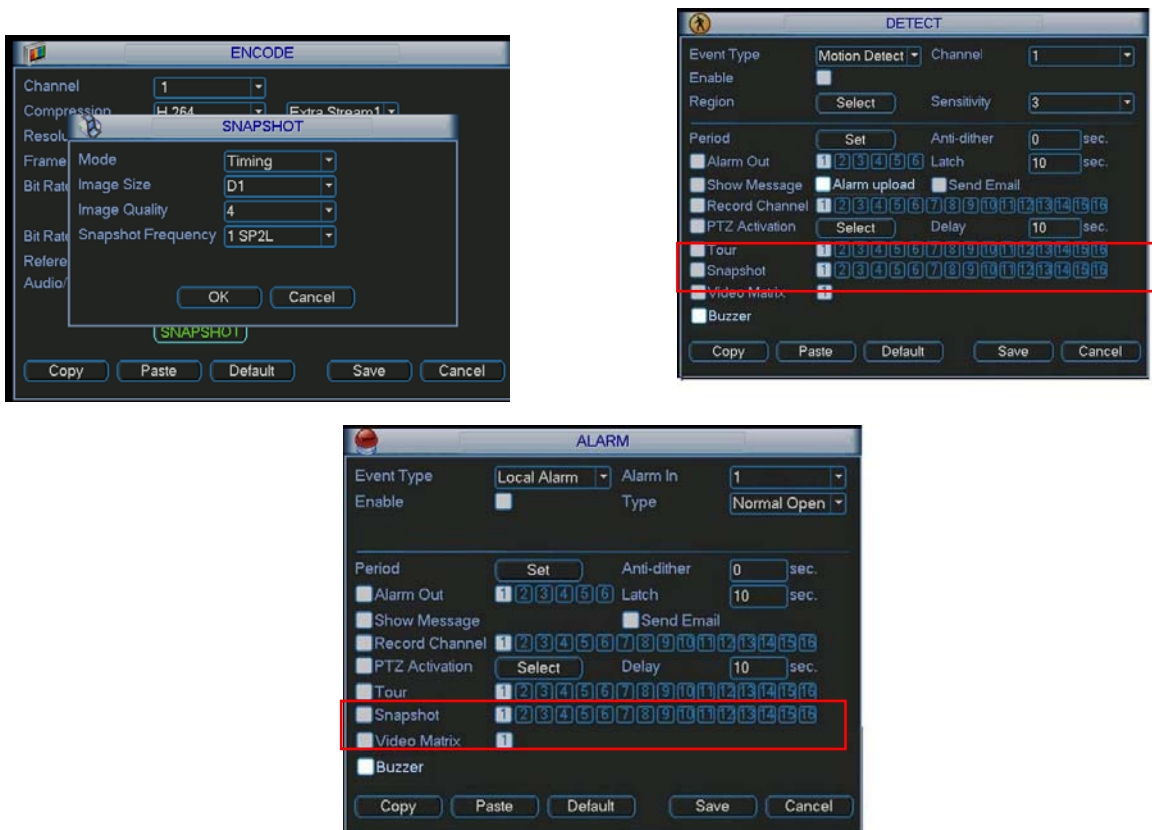 ENCODE
Channel 1
Compression H.264 Extra Stream1
SNAPSHOT
Frame Mode Timing
Bit Rate Image Size D1
Image Quality 4
Bit Rate Snapshot Frequency 1 SP2L
OK Cancel
SNAPSHOT
Copy Paste Default Save Cancel
DETECT
Event Type Motion Detect Channel 1
Enable
Region Select Sensitivity 3
Period Set Anti-dither 0 sec.
Alarm Out 1 2 3 4 5 6 Latch 10 sec.
Show Message Alarm upload Send Email
Record Channel 1 2 3 4 5 6 7 8 9 10 11 12 13 14 15 16
PTZ Activation Select Delay 10 sec.
Tour 1 2 3 4 5 6 7 8 9 10 11 12 13 14 15 16
Snapshot 1 2 3 4 5 6 7 8 9 10 11 12 13 14 15 16
Video Matrix 1
Buzzer
Copy Paste Default Save Cancel
ALARM
Event Type Local Alarm Alarm In 1
Enable Type Normal Open
Period Set Anti-dither 0 sec.
Alarm Out 1 2 3 4 5 6 Latch 10 sec.
Show Message Send Email
Record Channel 1 2 3 4 5 6 7 8 9 10 11 12 13 14 15 16
PTZ Activation Select Delay 10 sec.
Tour 1 2 3 4 5 6 7 8 9 10 11 12 13 14 15 16
Snapshot 1 2 3 4 5 6 7 8 9 10 11 12 13 14 15 16
Video Matrix 1
Buzzer
Copy Paste Default Save Cancel